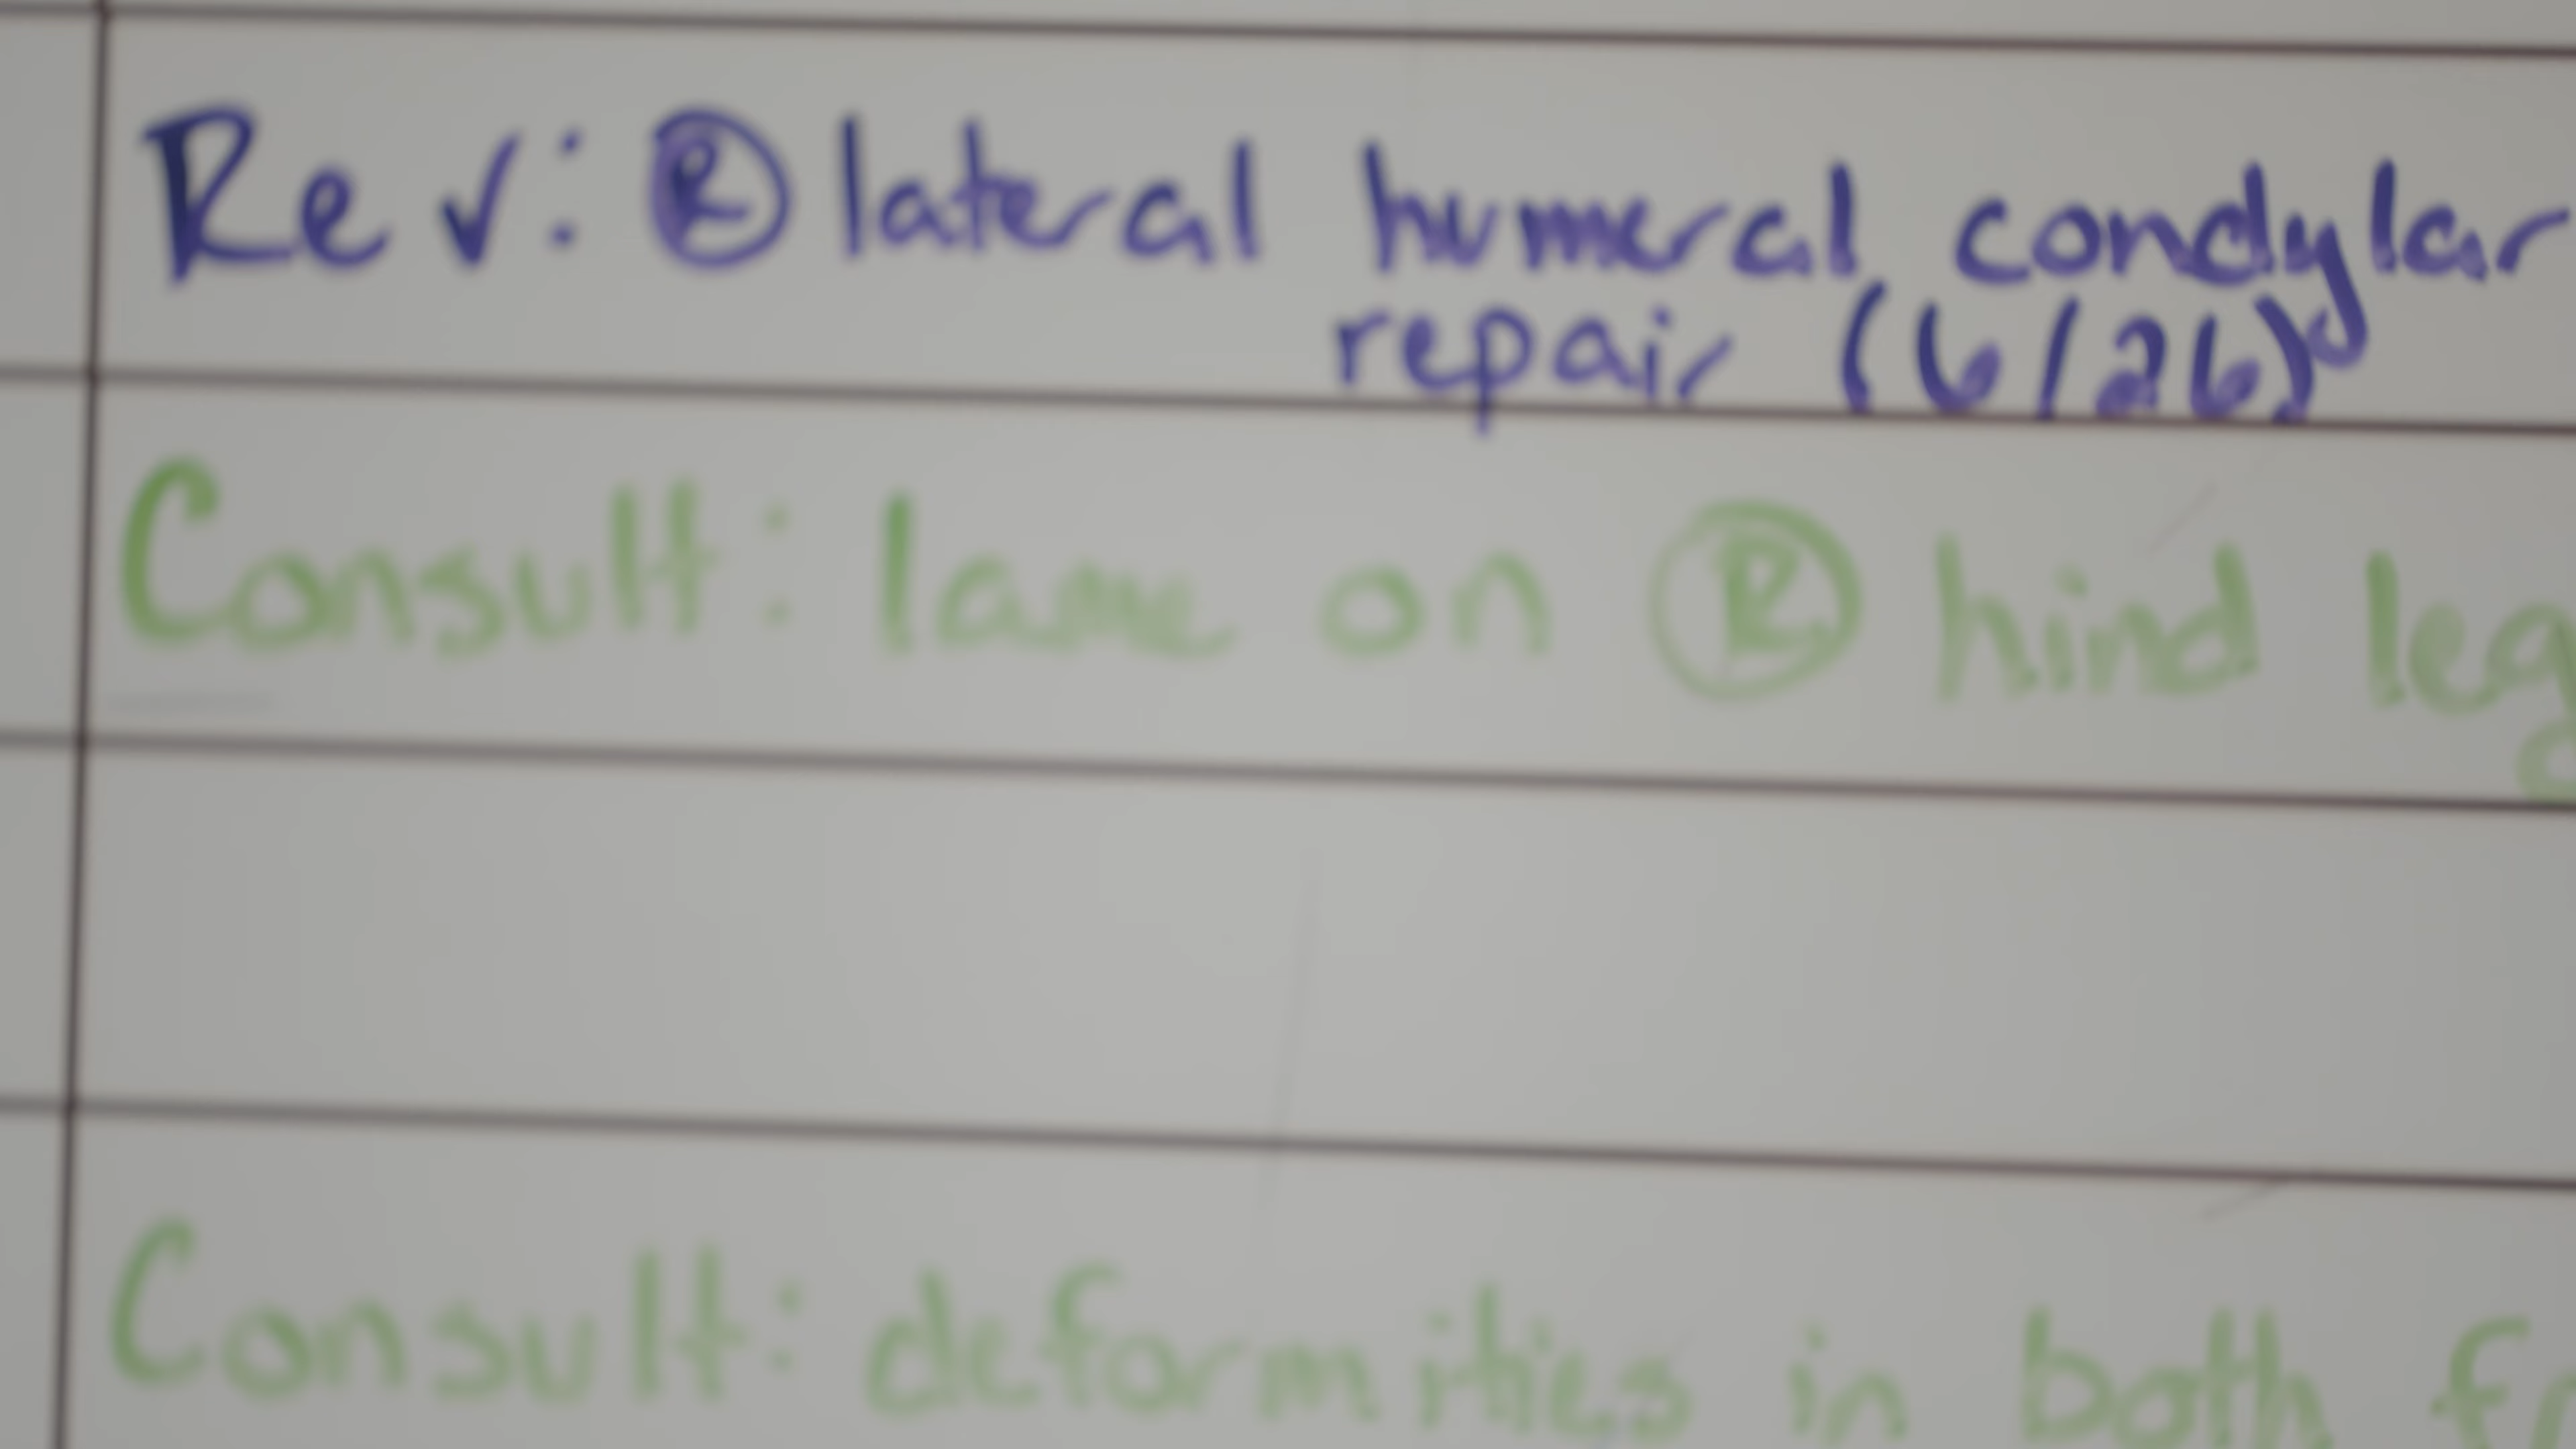 Re✓: Ⓡ lateral humeral condylar
repair (6/26)
Consult: lame on Ⓡ hind leg
Consult: deformities in both